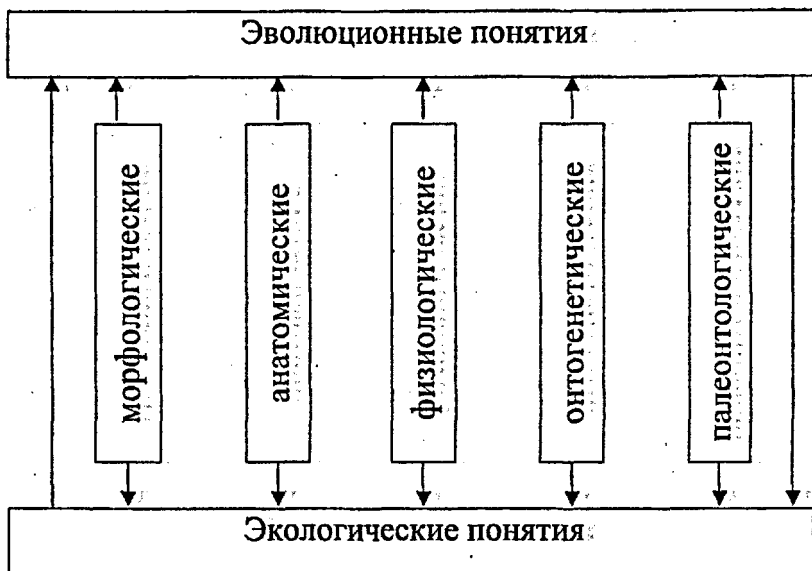 Эволюционные понятия
морфологические
анатомические
физиологические
онтогенетические
палеонтологические
Экологические понятия